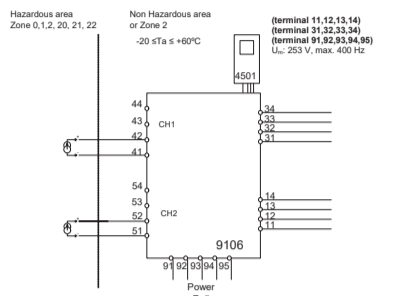 Hazardous area
Zone 0,1,2, 20, 21, 22
Non Hazardous area
or Zone 2
-20 ≤Ta ≤ +60ºC
(terminal 11,12,13,14)
(terminal 31,32,33,34)
(terminal 91,92,93,94,95)
Um: 253 V, max. 400 Hz
4501
44
43
42
41
CH1
34
33
32
31
54
53
52
51
CH2
14
13
12
11
9106
91 92 93 94 95
Power